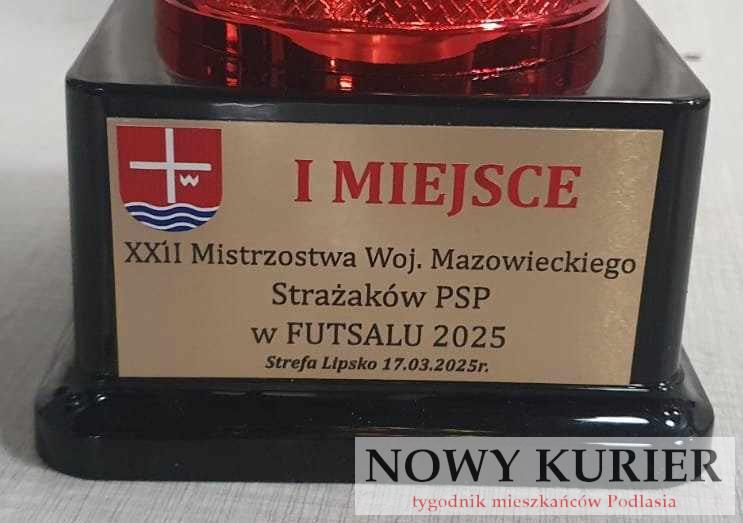 I MIEJSCE
XXII Mistrzostwa Woj. Mazowieckiego
Strażaków PSP
w FUTSALU 2025
Strefa Lipsko 17.03.2025r.
NOWY KURIER
tygodnik mieszkańców Podlasia